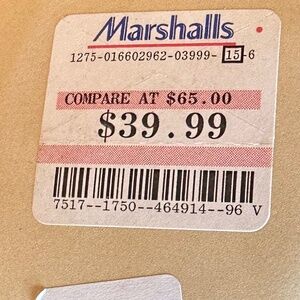 Marshalls
1275-016602962-03999- 15-6
COMPARE AT $65.00
$39.99
7517--1750--464914--96 V